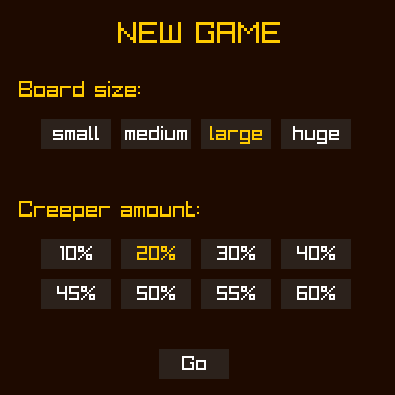 NEW GAME
Board size:
small medium large huge
Creeper amount:
10% 20% 30% 40%
45% 50% 55% 60%
Go